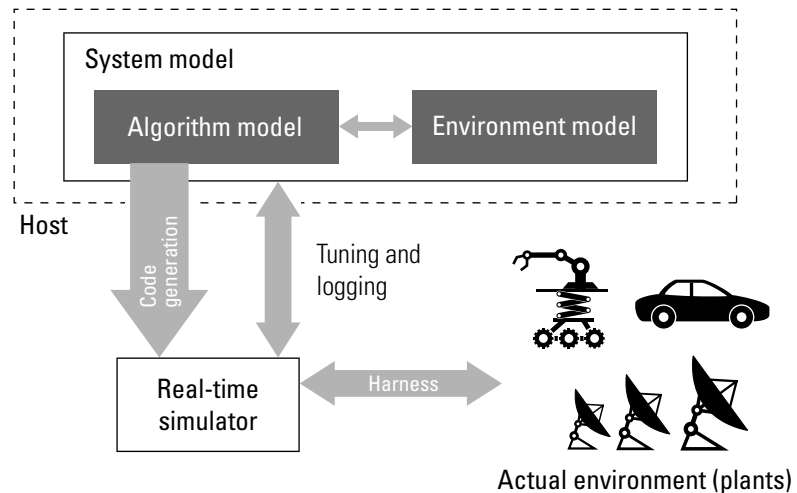 System model
Algorithm model
Environment model
Host
Code
generation
Tuning and
logging
Real-time
simulator
Harness
Actual environment (plants)